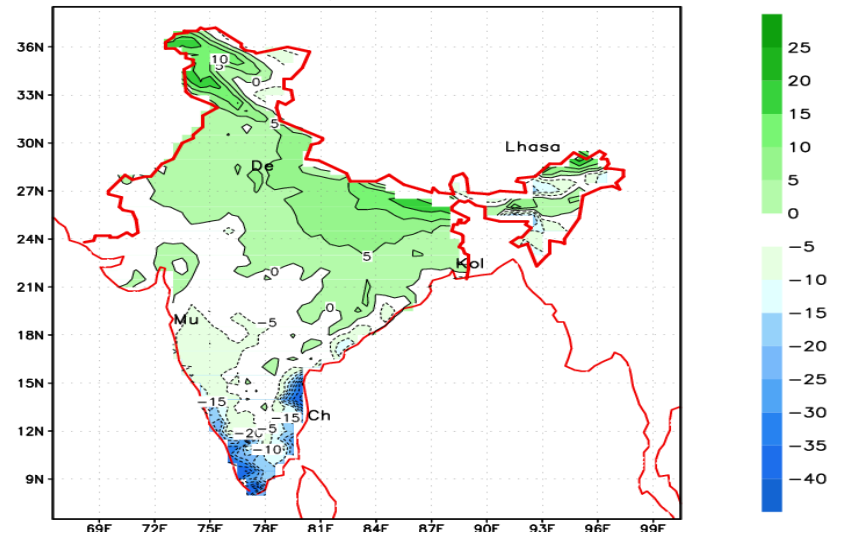 36N
33N
30N
27N
24N
21N
18N
15N
12N
9N
69E 72E 75E 78E 81E 84E 87E 90E 93E 96E 99E
10
5
0
5
Lhasa
De
5
Kol
0
0
Mu
−5
−15
Ch
−15
−5
−20
−10
25
20
15
10
5
0
−5
−10
−15
−20
−25
−30
−35
−40